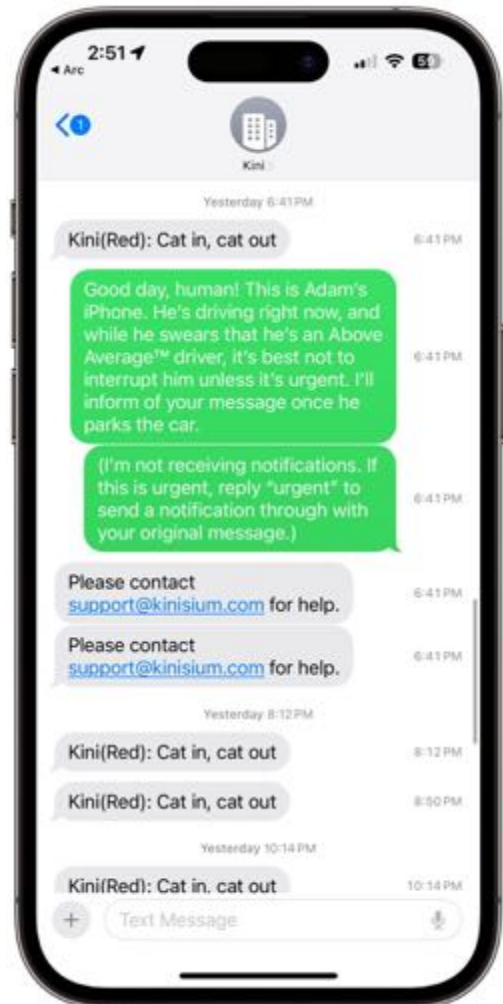 2:51
Arc
59
1
Kini
Yesterday 6:41 PM
Kini(Red): Cat in, cat out
6:41 PM
Good day, human! This is Adam's
iPhone. He's driving right now, and
while he swears that he's an Above
Average™ driver, it's best not to
interrupt him unless it's urgent. I'll
inform of your message once he
parks the car.
6:41 PM
(I'm not receiving notifications. If
this is urgent, reply “urgent” to
send a notification through with
your original message.)
6:41 PM
Please contact
support@kinisium.com for help.
6:41 PM
Please contact
support@kinisium.com for help.
6:41 PM
Yesterday 8:12 PM
Kini(Red): Cat in, cat out
8:12 PM
Kini(Red): Cat in, cat out
8:50 PM
Yesterday 10:14 PM
Kini(Red): Cat in, cat out
10:14 PM
Text Message